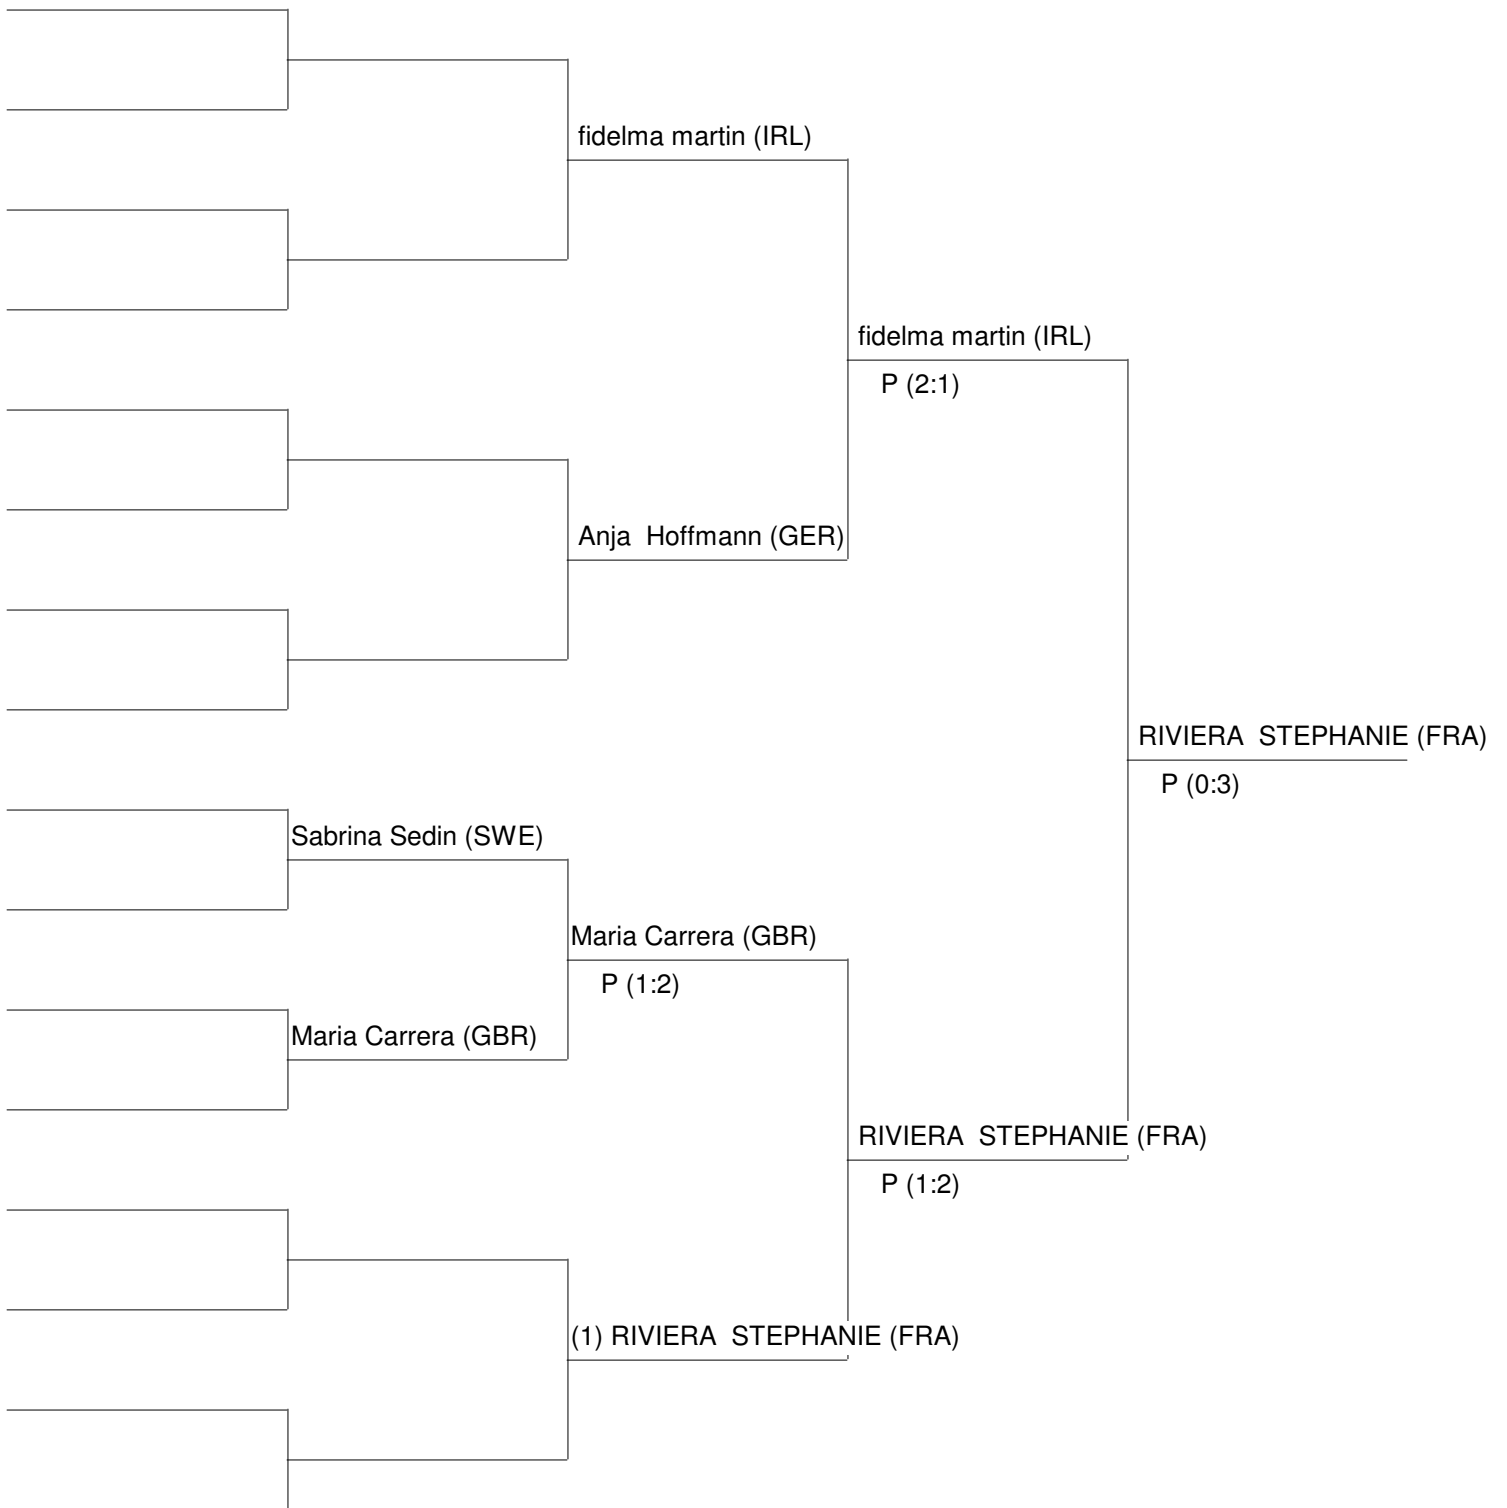 fidelma martin (IRL)
fidelma martin (IRL)
P (2:1)
Anja  Hoffmann (GER)
RIVIERA  STEPHANIE (FRA)
P (0:3)
Sabrina Sedin (SWE)
Maria Carrera (GBR)
P (1:2)
Maria Carrera (GBR)
RIVIERA  STEPHANIE (FRA)
P (1:2)
(1) RIVIERA  STEPHANIE (FRA)